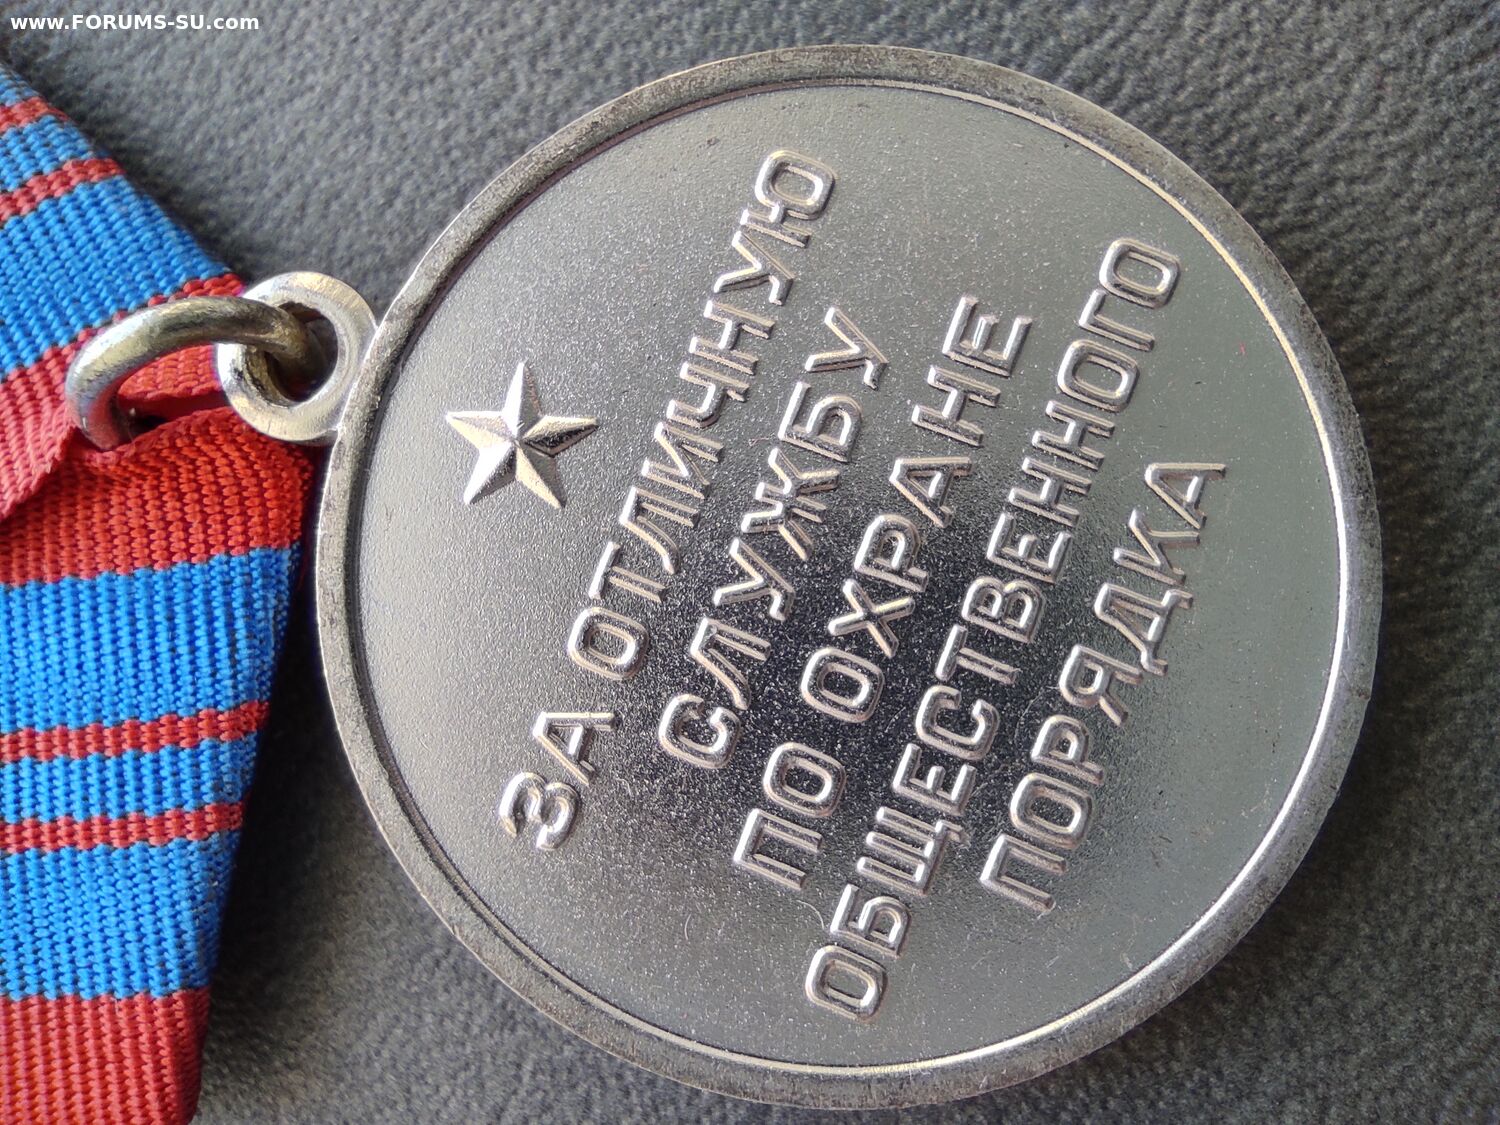 www.FORUMS-SU.com
ЗА ОТЛИЧНУЮ
СЛУЖБУ
ПО ОХРАНЕ
ОБЩЕСТВЕННОГО
ПОРЯДКА